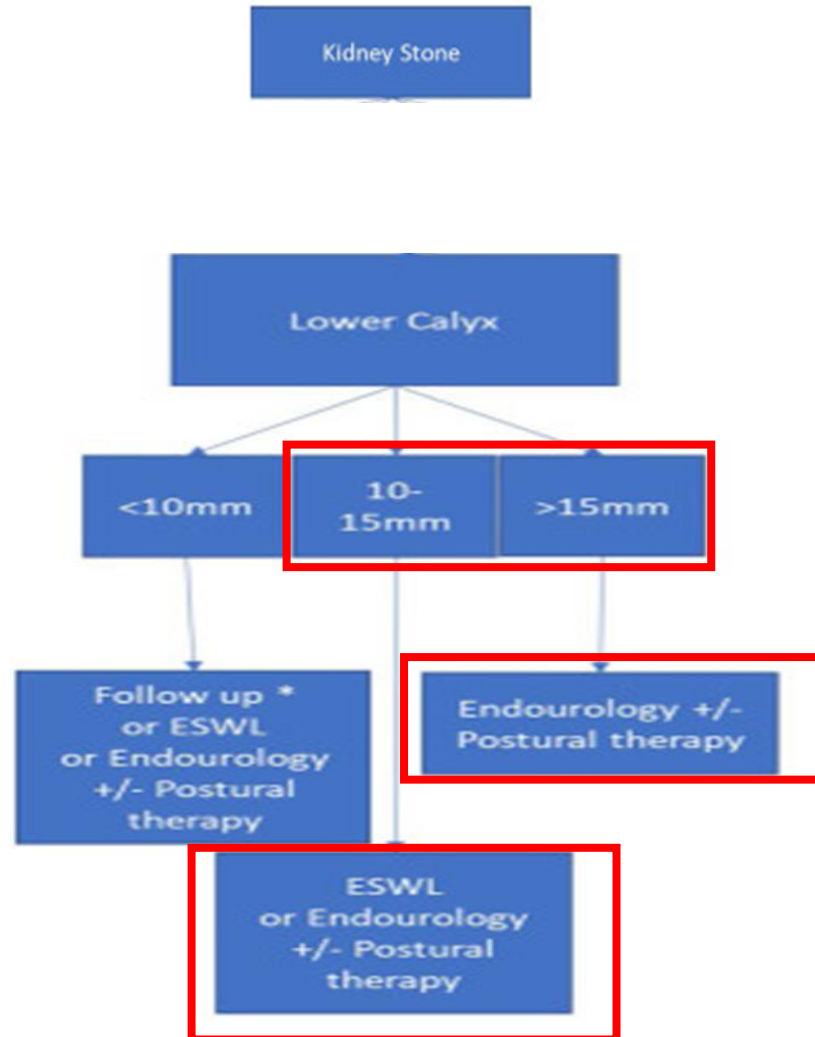 Kidney Stone
Lower Calyx
<10mm
10-
15mm
>15mm
Follow up *
or ESWL
or Endourology
+/- Postural
therapy
Endourology +/-
Postural therapy
ESWL
or Endourology
+/- Postural
therapy